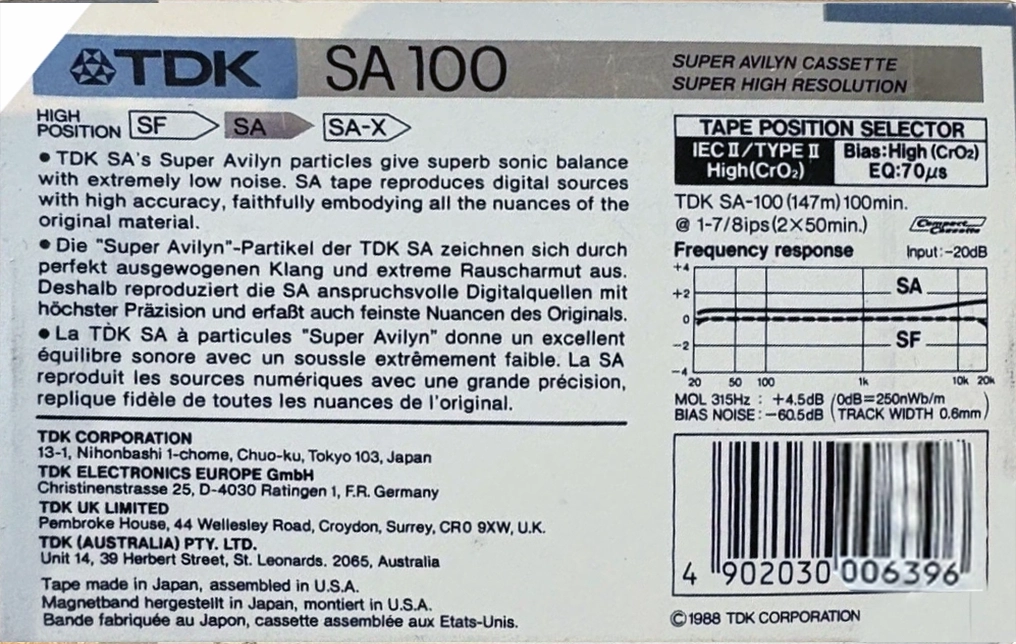 TDK SA 100
SUPER AVILYN CASSETTE
SUPER HIGH RESOLUTION
HIGH POSITION SF SA SA-X
● TDK SA's Super Avilyn particles give superb sonic balance
with extremely low noise. SA tape reproduces digital sources
with high accuracy, faithfully embodying all the nuances of the
original material.
● Die "Super Avilyn"-Partikel der TDK SA zeichnen sich durch
perfekt ausgewogenen Klang und extreme Rauscharmut aus.
Deshalb reproduziert die SA anspruchsvolle Digitalquellen mit
höchster Präzision und erfaßt auch feinste Nuancen des Originals.
● La TDK SA à particules "Super Avilyn" donne un excellent
équilibre sonore avec un soussle extrêmement faible. La SA
reproduit les sources numériques avec une grande précision,
replique fidèle de toutes les nuances de l'original.
TDK CORPORATION
13-1, Nihonbashi 1-chome, Chuo-ku, Tokyo 103, Japan
TDK ELECTRONICS EUROPE GmbH
Christinenstrasse 25, D-4030 Ratingen 1, F.R. Germany
TDK UK LIMITED
Pembroke House, 44 Wellesley Road, Croydon, Surrey, CR0 9XW, U.K.
TDK (AUSTRALIA) PTY. LTD.
Unit 14, 39 Herbert Street, St. Leonards. 2065, Australia
Tape made in Japan, assembled in U.S.A.
Magnetband hergestellt in Japan, montiert in U.S.A.
Bande fabriquée au Japon, cassette assemblée aux Etats-Unis.
TAPE POSITION SELECTOR
IEC II/TYPE II
High(CrO₂)
Bias:High (CrO₂)
EQ:70μs
TDK SA-100 (147m) 100min.
@ 1-7/8ips (2×50min.)
Compact Cassette
Frequency response Input:-20dB
+4
+2
0
-2
-4
SA
SF
20 50 100 1k 10k 20k
MOL 315Hz : +4.5dB (0dB=250nWb/m
BIAS NOISE : -60.5dB TRACK WIDTH 0.6mm)
4 902030 006396
©1988 TDK CORPORATION